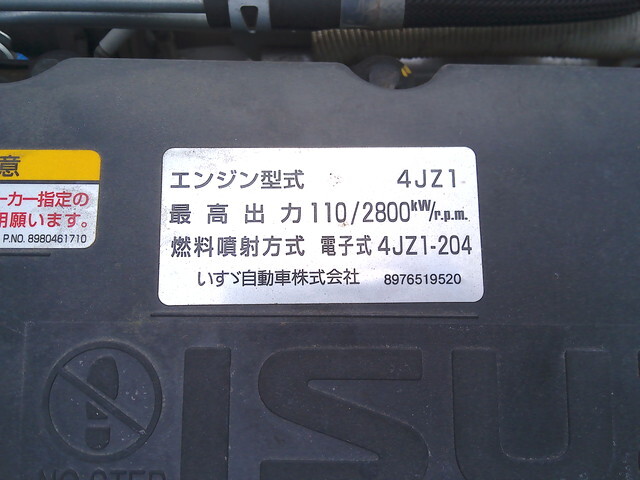 意
ーカー指定の
用願います。
P.NO. 8980461710
エンジン型式 4JZ1
最高出力 110/2800kW/r.p.m.
燃料噴射方式 電子式 4JZ1-204
いすゞ自動車株式会社 8976519520
ISU
NO STEP